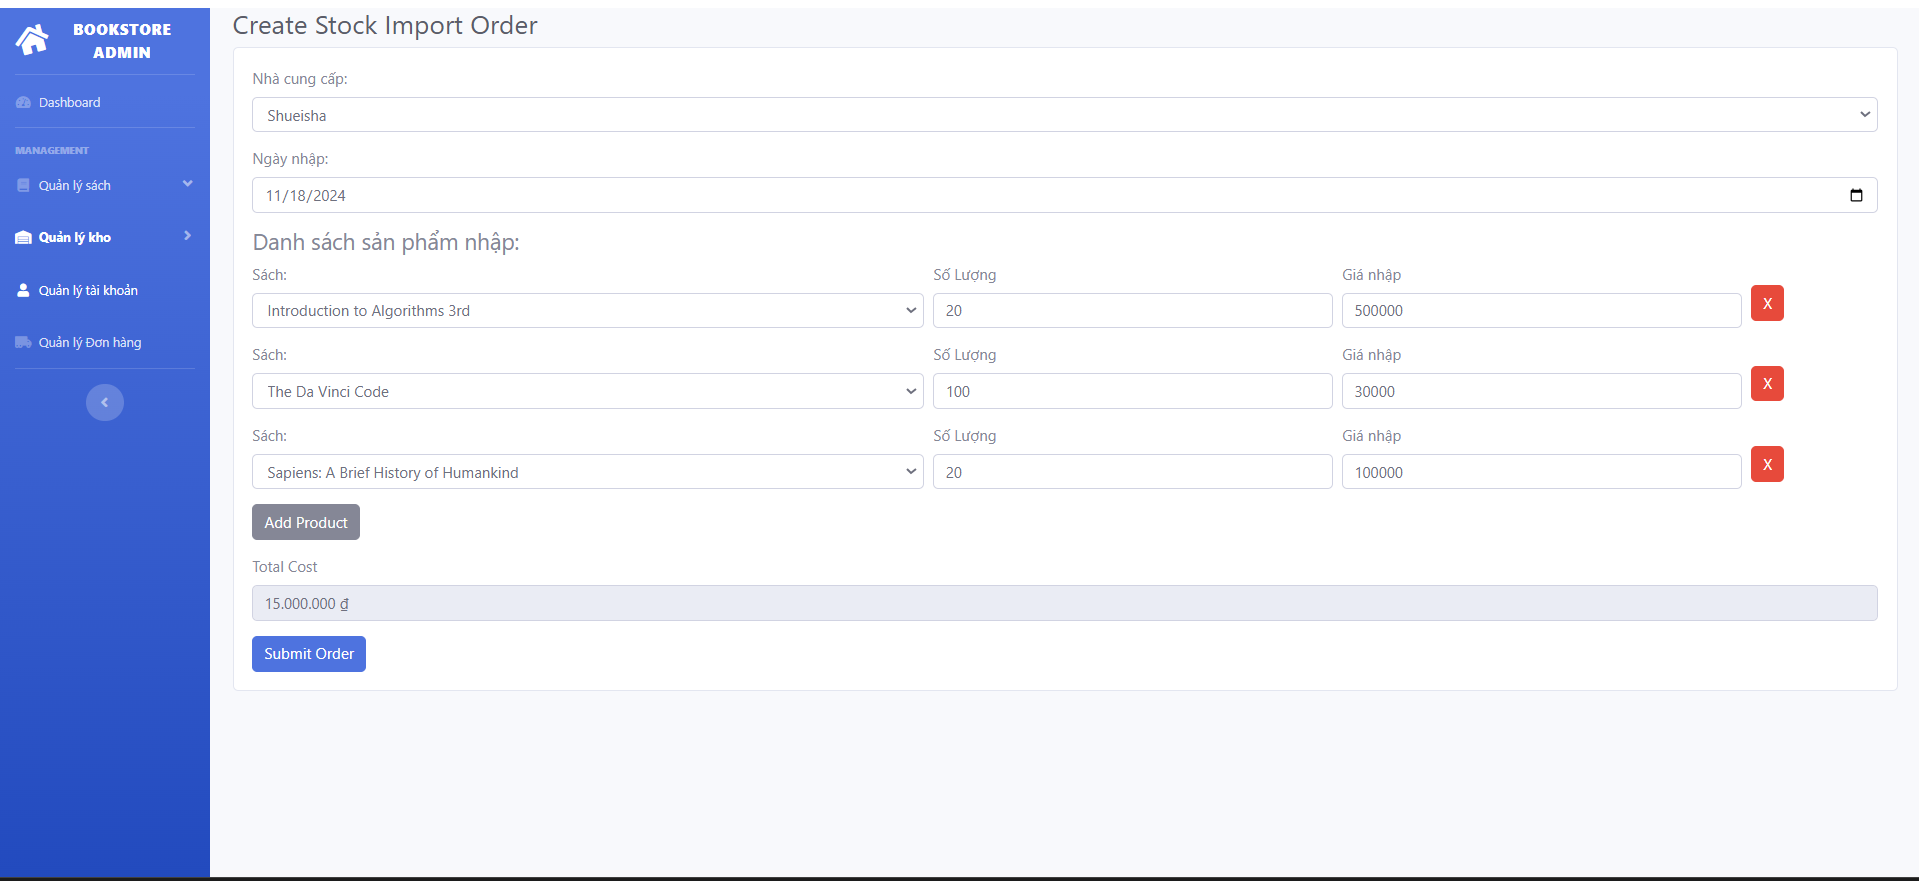 BOOKSTORE
ADMIN
Dashboard
MANAGEMENT
Quản lý sách
Quản lý kho
Quản lý tài khoản
Quản lý Đơn hàng
Create Stock Import Order
Nhà cung cấp:
Shueisha
Ngày nhập:
11/18/2024
Danh sách sản phẩm nhập:
Sách: Số Lượng Giá nhập
Introduction to Algorithms 3rd 20 500000 X
Sách: Số Lượng Giá nhập
The Da Vinci Code 100 30000 X
Sách: Số Lượng Giá nhập
Sapiens: A Brief History of Humankind 20 100000 X
Add Product
Total Cost
15.000.000 ₫
Submit Order